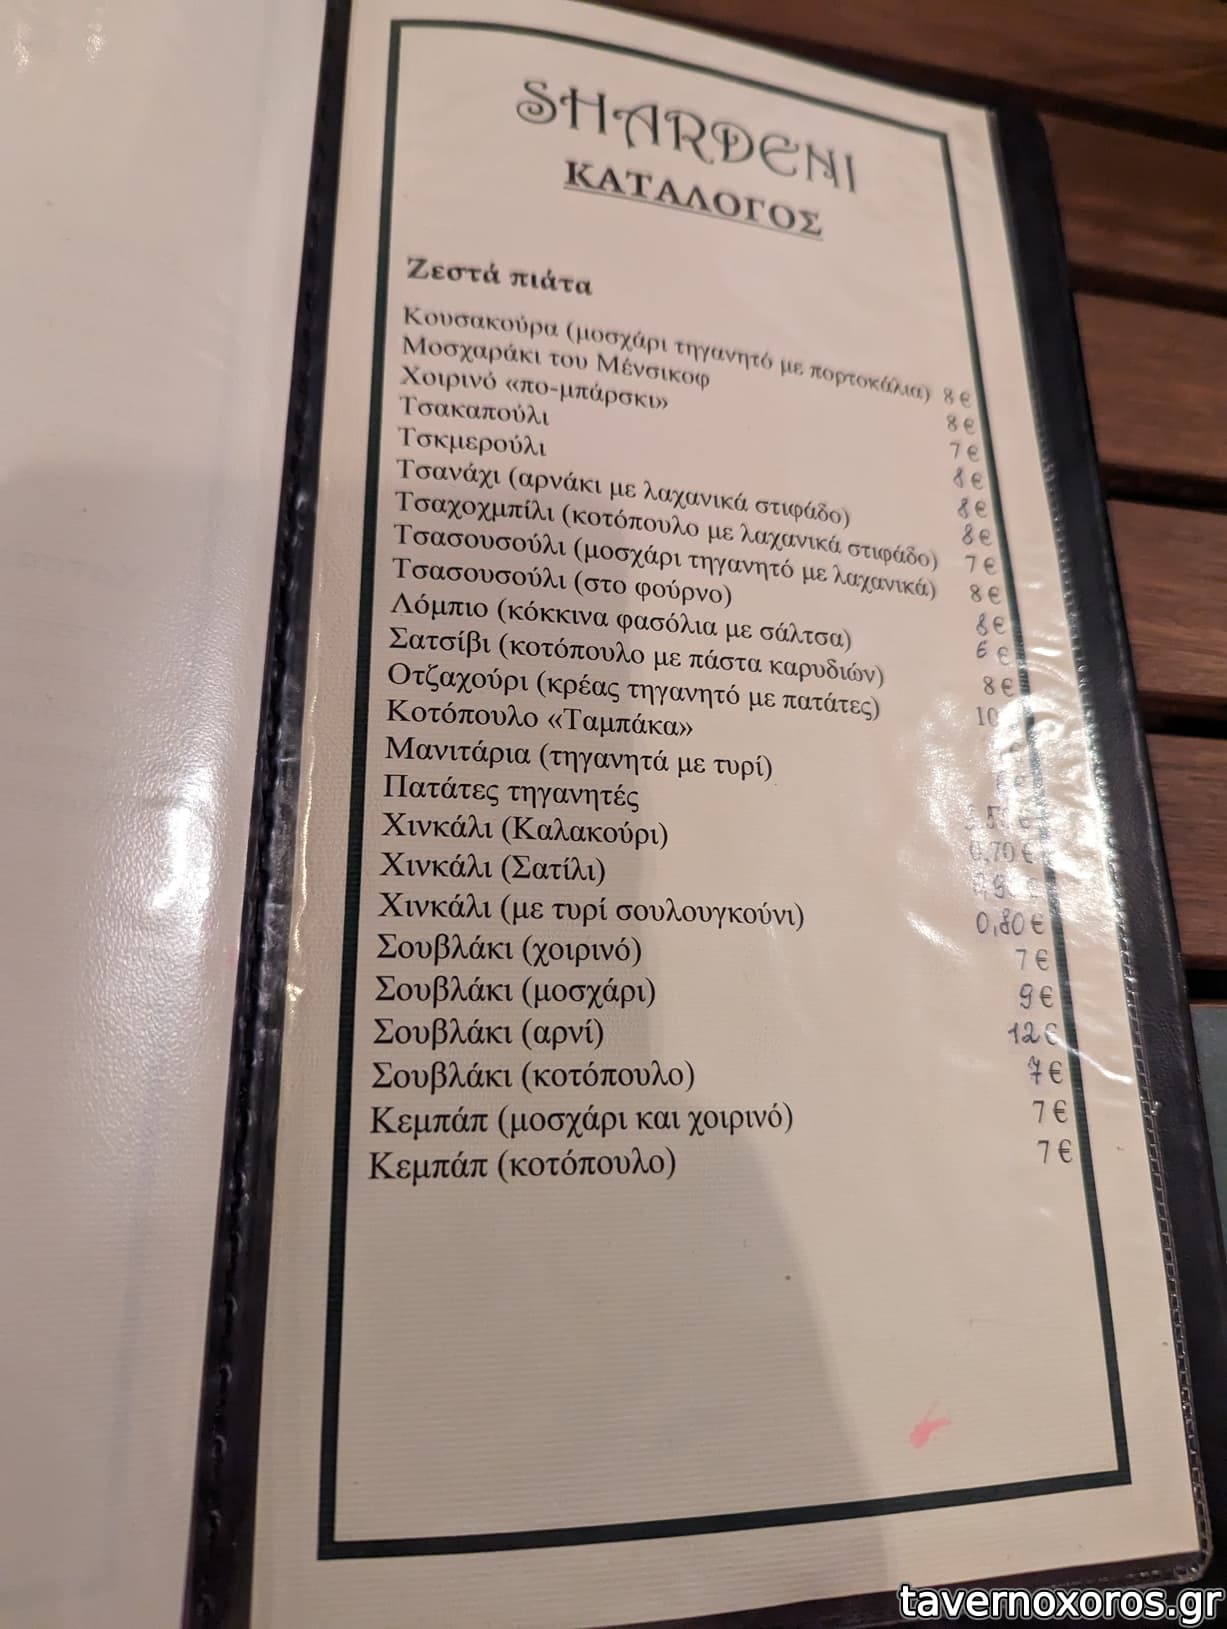 SHARDENI
ΚΑΤΑΛΟΓΟΣ
Ζεστά πιάτα
Κουσακούρα (μοσχάρι τηγανητό με πορτοκάλια) 8€
Μοσχαράκι του Μένσικοφ 8€
Χοιρινό «πο-μπάρσκι» 7€
Τσακαπούλι 8€
Τσκμερούλι 8€
Τσανάχι (αρνάκι με λαχανικά στιφάδο) 8€
Τσαχοχμπίλι (κοτόπουλο με λαχανικά στιφάδο) 7€
Τσασουσούλι (μοσχάρι τηγανητό με λαχανικά) 8€
Τσασουσούλι (στο φούρνο) 8€
Λόμπιο (κόκκινα φασόλια με σάλτσα) 6€
Σατσίβι (κοτόπουλο με πάστα καρυδιών) 8€
Οτζαχούρι (κρέας τηγανητό με πατάτες) 10
Κοτόπουλο «Ταμπάκα»
Μανιτάρια (τηγανητά με τυρί)
Πατάτες τηγανητές
Χινκάλι (Καλακούρι) 0,70€
Χινκάλι (Σατίλι)
Χινκάλι (με τυρί σουλουγκούνι) 0,80€
Σουβλάκι (χοιρινό) 7€
Σουβλάκι (μοσχάρι) 9€
Σουβλάκι (αρνί) 12€
Σουβλάκι (κοτόπουλο) 7€
Κεμπάπ (μοσχάρι και χοιρινό) 7€
Κεμπάπ (κοτόπουλο) 7€
tavernoxoros.gr